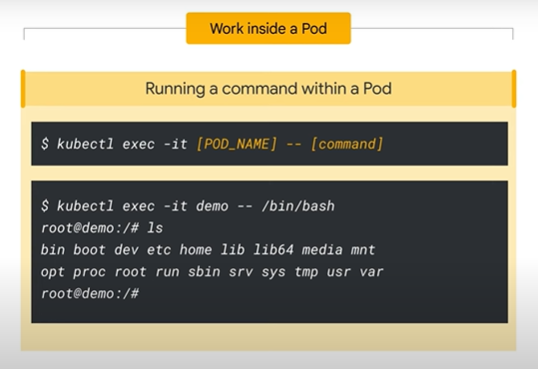 Work inside a Pod
Running a command within a Pod
$ kubectl exec -it [POD_NAME] -- [command]
$ kubectl exec -it demo -- /bin/bash
root@demo:/# ls
bin boot dev etc home lib lib64 media mnt
opt proc root run sbin srv sys tmp usr var
root@demo:/#